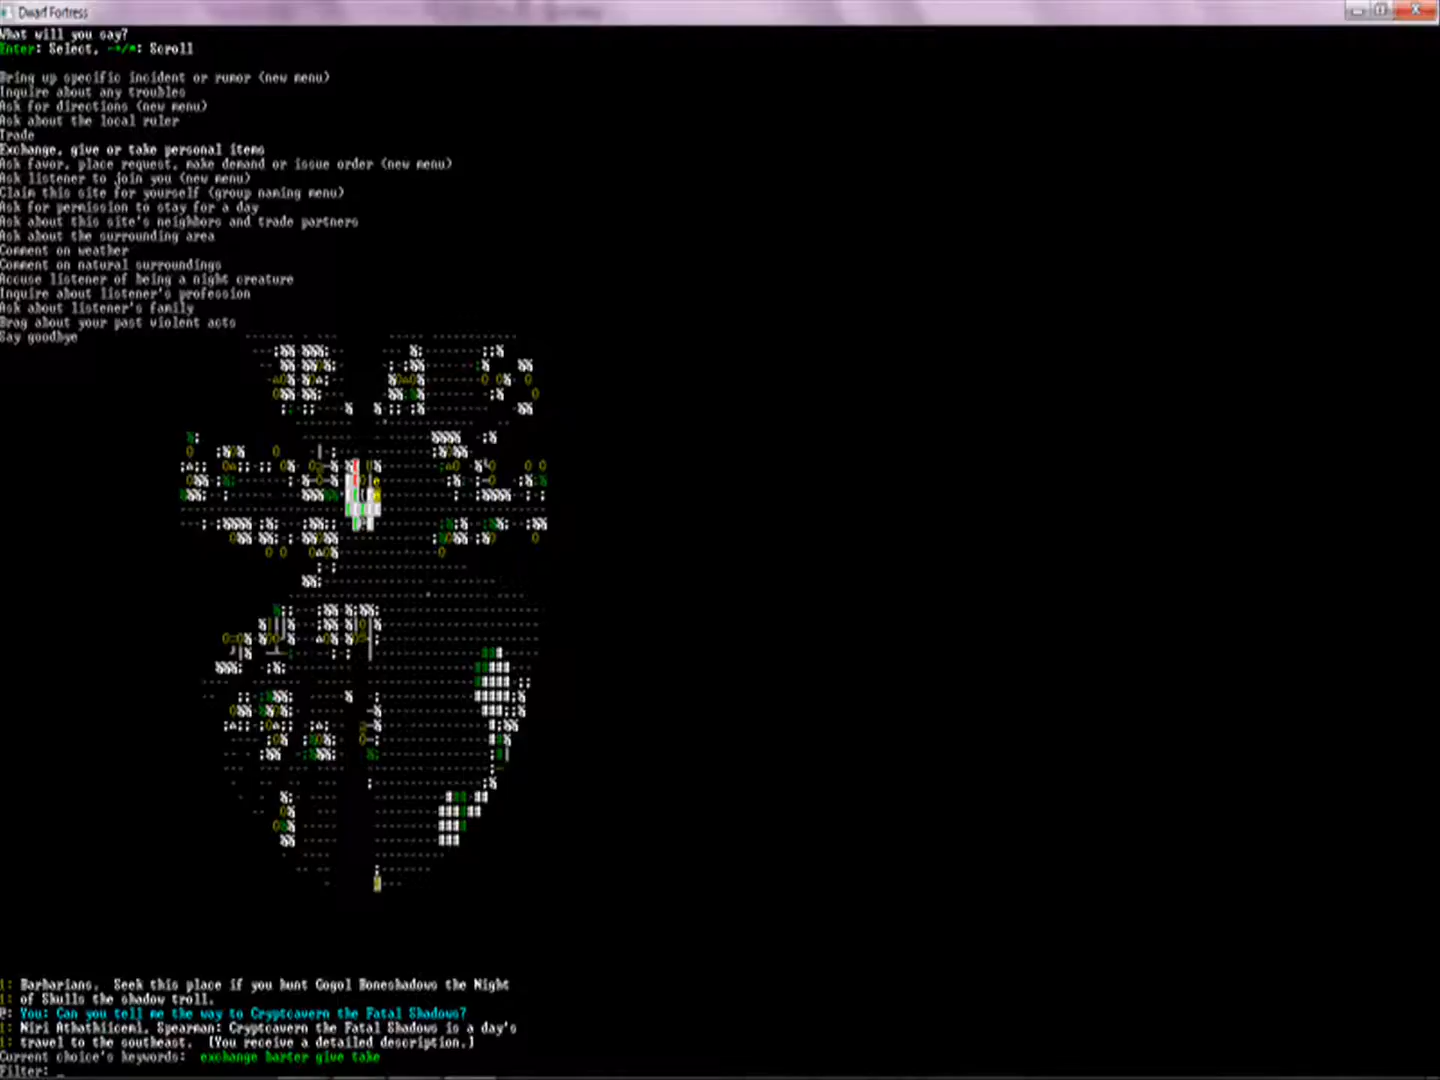 Dwarf Fortress
What will you say?
Enter: Select, -+/*: Scroll
Bring up specific incident or rumor (new menu)
Inquire about any troubles
Ask for directions (new menu)
Ask about the local ruler
Trade
Exchange, give or take personal items
Ask favor, place request, make demand or issue order (new menu)
Ask listener to join you (new menu)
Claim this site for yourself (group naming menu)
Ask for permission to stay for a day
Ask about this site's neighbors and trade partners
Ask about the surrounding area
Comment on weather
Comment on natural surroundings
Accuse listener of being a night creature
Inquire about listener's profession
Ask about listener's family
Brag about your past violent acts
Say goodbye
Barbarians. Seek this place if you hunt Gogol Boneshadows the Night
of Skulls the shadow troll.
You: Can you tell me the way to Cryptcavern the Fatal Shadows?
Niri Spearman: Cryptcavern the Fatal Shadows is a day's
travel to the southeast. [You receive a detailed description.]
Current choice's keywords: exchange barter give take
Filter: _